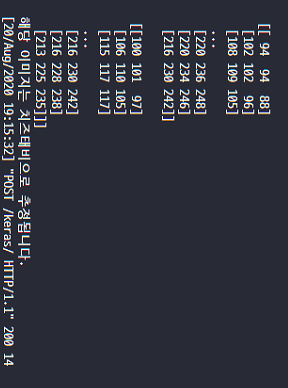 [[ 94  94  88]
[102 102  96]
[108 109 105]
...
[220 236 248]
[220 234 246]
[216 230 242]]
[[100 101  97]
[106 110 105]
[115 117 117]
...
[216 230 242]
[216 228 238]
[213 225 235]]]
해당 이미지는 치즈태비으로 추정됩니다.
[20/Aug/2020 19:15:32] "POST /keras/ HTTP/1.1" 200 14